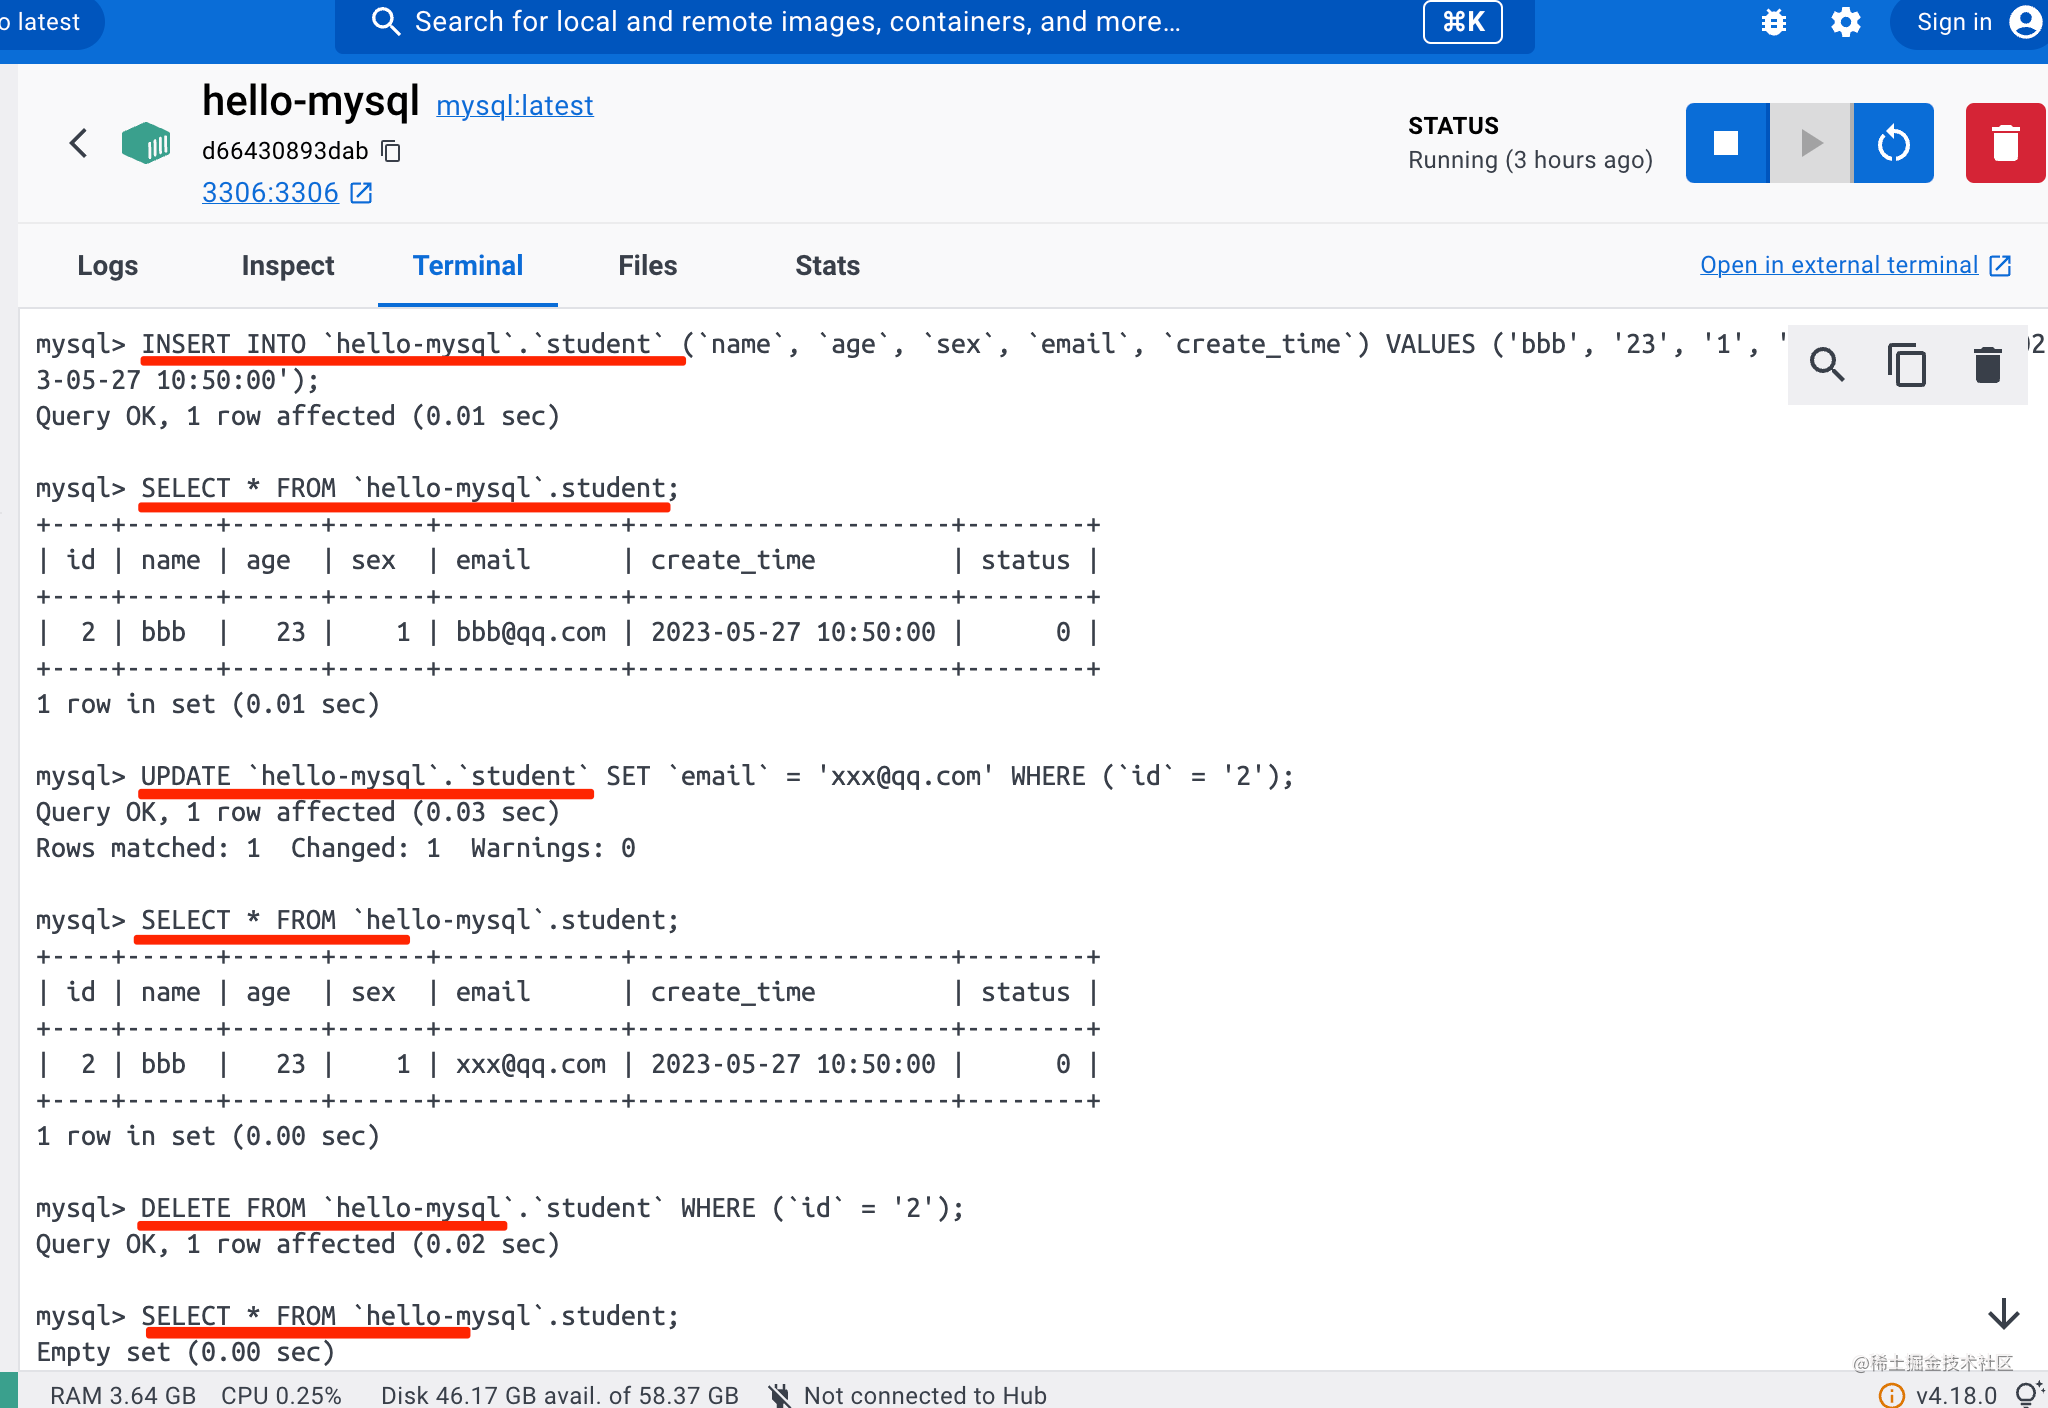 o latest
Search for local and remote images, containers, and more...
⌘K
Sign in
hello-mysql mysql:latest
d66430893dab
3306:3306
STATUS
Running (3 hours ago)
Logs Inspect Terminal Files Stats
Open in external terminal
mysql> INSERT INTO `hello-mysql`.`student` (`name`, `age`, `sex`, `email`, `create_time`) VALUES ('bbb', '23', '1', '
3-05-27 10:50:00');
Query OK, 1 row affected (0.01 sec)
mysql> SELECT * FROM `hello-mysql`.student;
+----+------+------+------+------------+---------------------+--------+
| id | name | age  | sex  | email      | create_time         | status |
+----+------+------+------+------------+---------------------+--------+
|  2 | bbb  |   23 |    1 | bbb@qq.com | 2023-05-27 10:50:00 |      0 |
+----+------+------+------+------------+---------------------+--------+
1 row in set (0.01 sec)
mysql> UPDATE `hello-mysql`.`student` SET `email` = 'xxx@qq.com' WHERE (`id` = '2');
Query OK, 1 row affected (0.03 sec)
Rows matched: 1  Changed: 1  Warnings: 0
mysql> SELECT * FROM `hello-mysql`.student;
+----+------+------+------+------------+---------------------+--------+
| id | name | age  | sex  | email      | create_time         | status |
+----+------+------+------+------------+---------------------+--------+
|  2 | bbb  |   23 |    1 | xxx@qq.com | 2023-05-27 10:50:00 |      0 |
+----+------+------+------+------------+---------------------+--------+
1 row in set (0.00 sec)
mysql> DELETE FROM `hello-mysql`.`student` WHERE (`id` = '2');
Query OK, 1 row affected (0.02 sec)
mysql> SELECT * FROM `hello-mysql`.student;
Empty set (0.00 sec)
@稀土掘金技术社区
RAM 3.64 GB CPU 0.25% Disk 46.17 GB avail. of 58.37 GB Not connected to Hub
v4.18.0